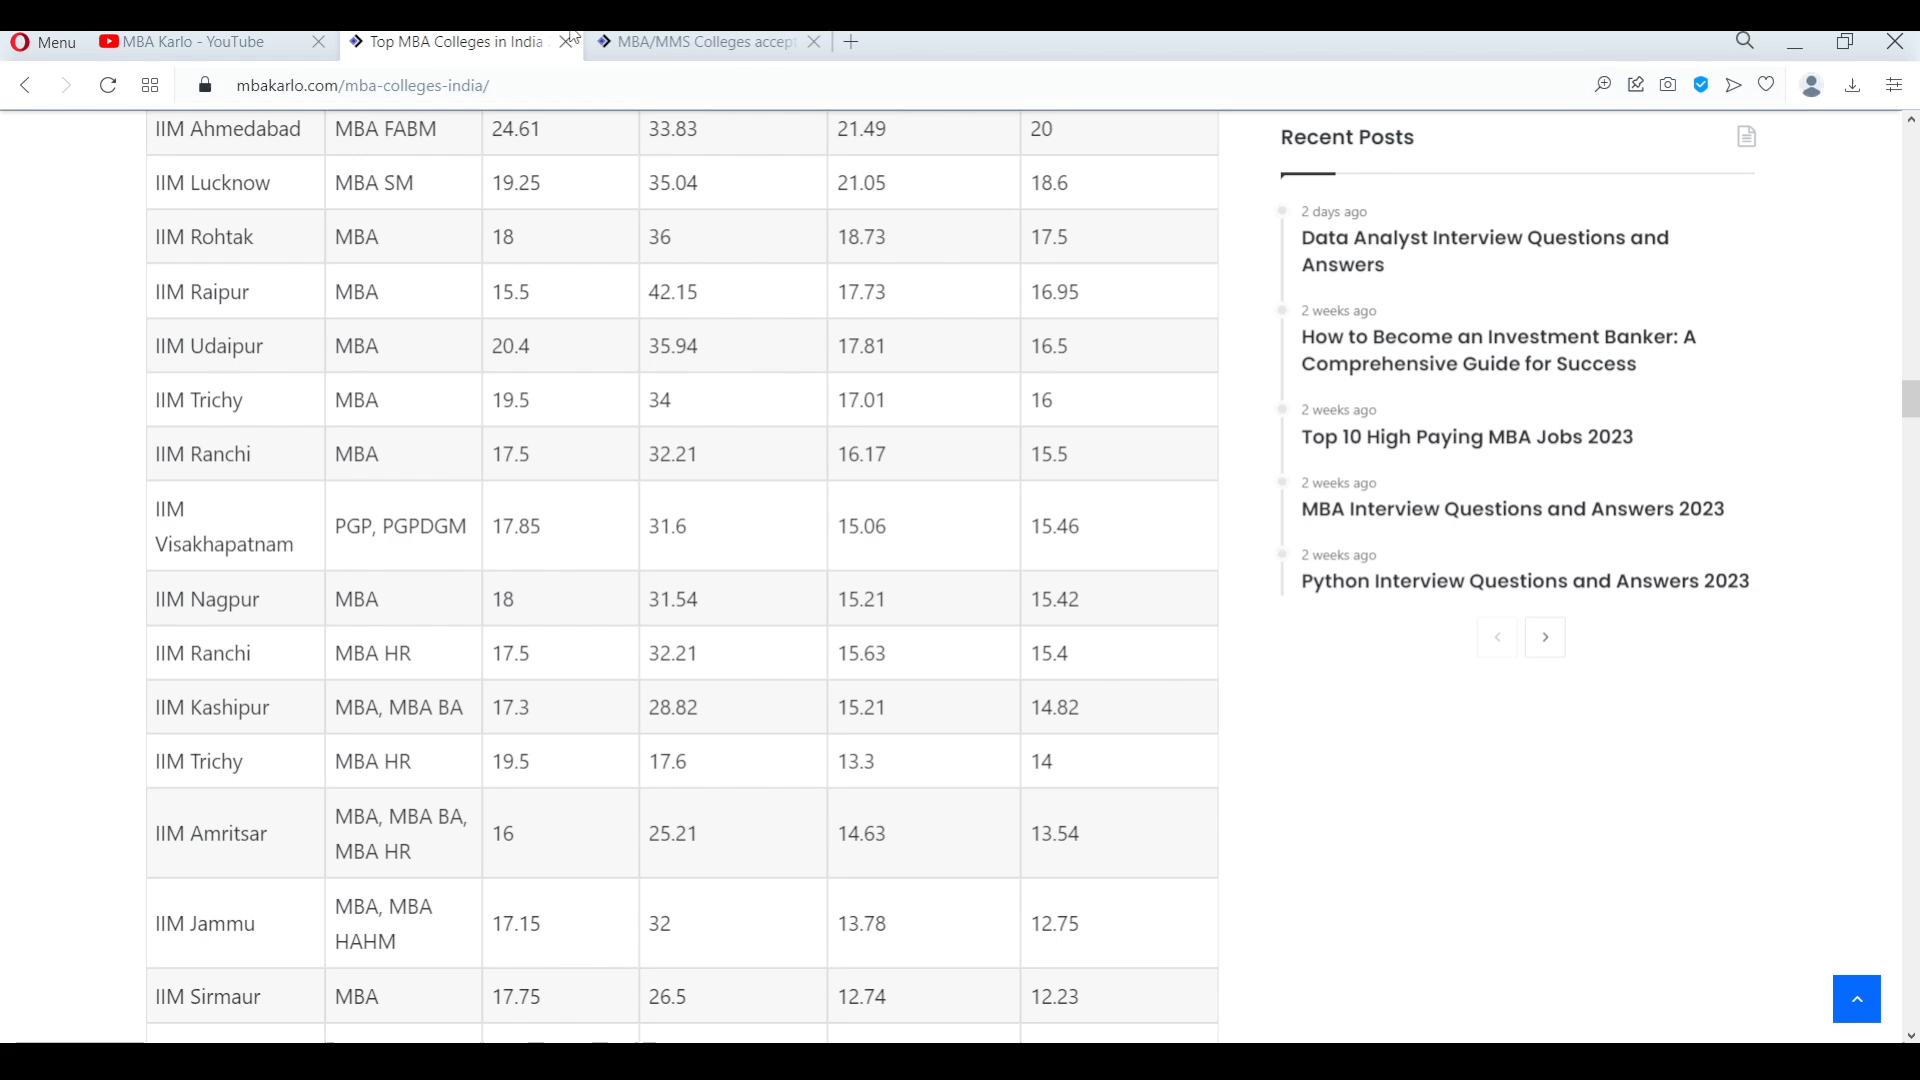 Menu MBA Karlo - YouTube Top MBA Colleges in India MBA/MMS Colleges accept
mbakarlo.com/mba-colleges-india/
IIM Ahmedabad MBA FABM 24.61 33.83 21.49 20
IIM Lucknow MBA SM 19.25 35.04 21.05 18.6
IIM Rohtak MBA 18 36 18.73 17.5
IIM Raipur MBA 15.5 42.15 17.73 16.95
IIM Udaipur MBA 20.4 35.94 17.81 16.5
IIM Trichy MBA 19.5 34 17.01 16
IIM Ranchi MBA 17.5 32.21 16.17 15.5
IIM
Visakhapatnam PGP, PGPDGM 17.85 31.6 15.06 15.46
IIM Nagpur MBA 18 31.54 15.21 15.42
IIM Ranchi MBA HR 17.5 32.21 15.63 15.4
IIM Kashipur MBA, MBA BA 17.3 28.82 15.21 14.82
IIM Trichy MBA HR 19.5 17.6 13.3 14
IIM Amritsar MBA, MBA BA,
MBA HR 16 25.21 14.63 13.54
IIM Jammu MBA, MBA
HAHM 17.15 32 13.78 12.75
IIM Sirmaur MBA 17.75 26.5 12.74 12.23
Recent Posts
2 days ago
Data Analyst Interview Questions and
Answers
2 weeks ago
How to Become an Investment Banker: A
Comprehensive Guide for Success
2 weeks ago
Top 10 High Paying MBA Jobs 2023
2 weeks ago
MBA Interview Questions and Answers 2023
2 weeks ago
Python Interview Questions and Answers 2023